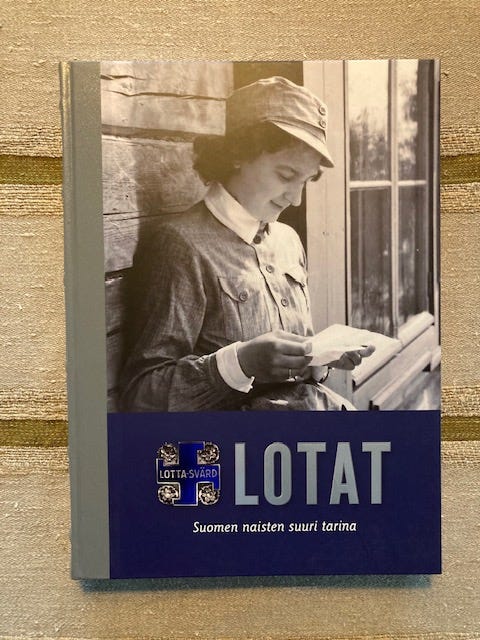 LOTTA-SVÄRD
LOTAT
Suomen naisten suuri tarina